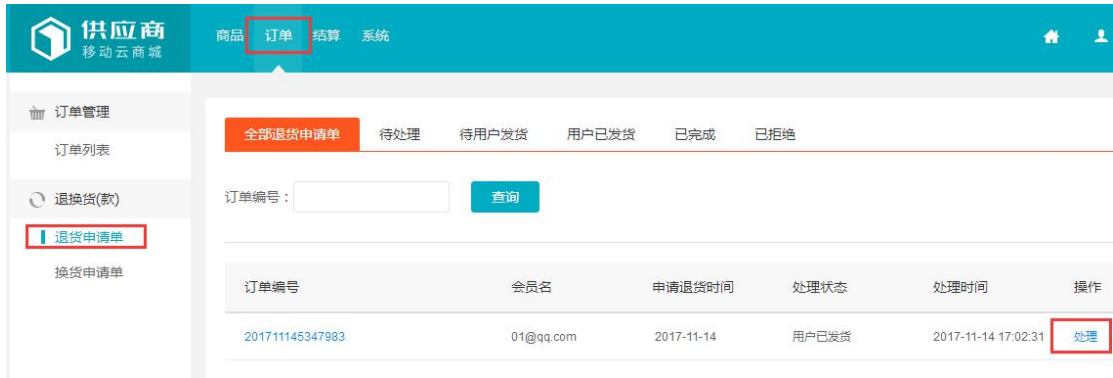 供应商
移动云商城
商品 订单 结算 系统
订单管理
订单列表
退换货(款)
退货申请单
换货申请单
全部退货申请单 待处理 待用户发货 用户已发货 已完成 已拒绝
订单编号： 查询
订单编号 会员名 申请退货时间 处理状态 处理时间 操作
201711145347983 01@qq.com 2017-11-14 用户已发货 2017-11-14 17:02:31 处理